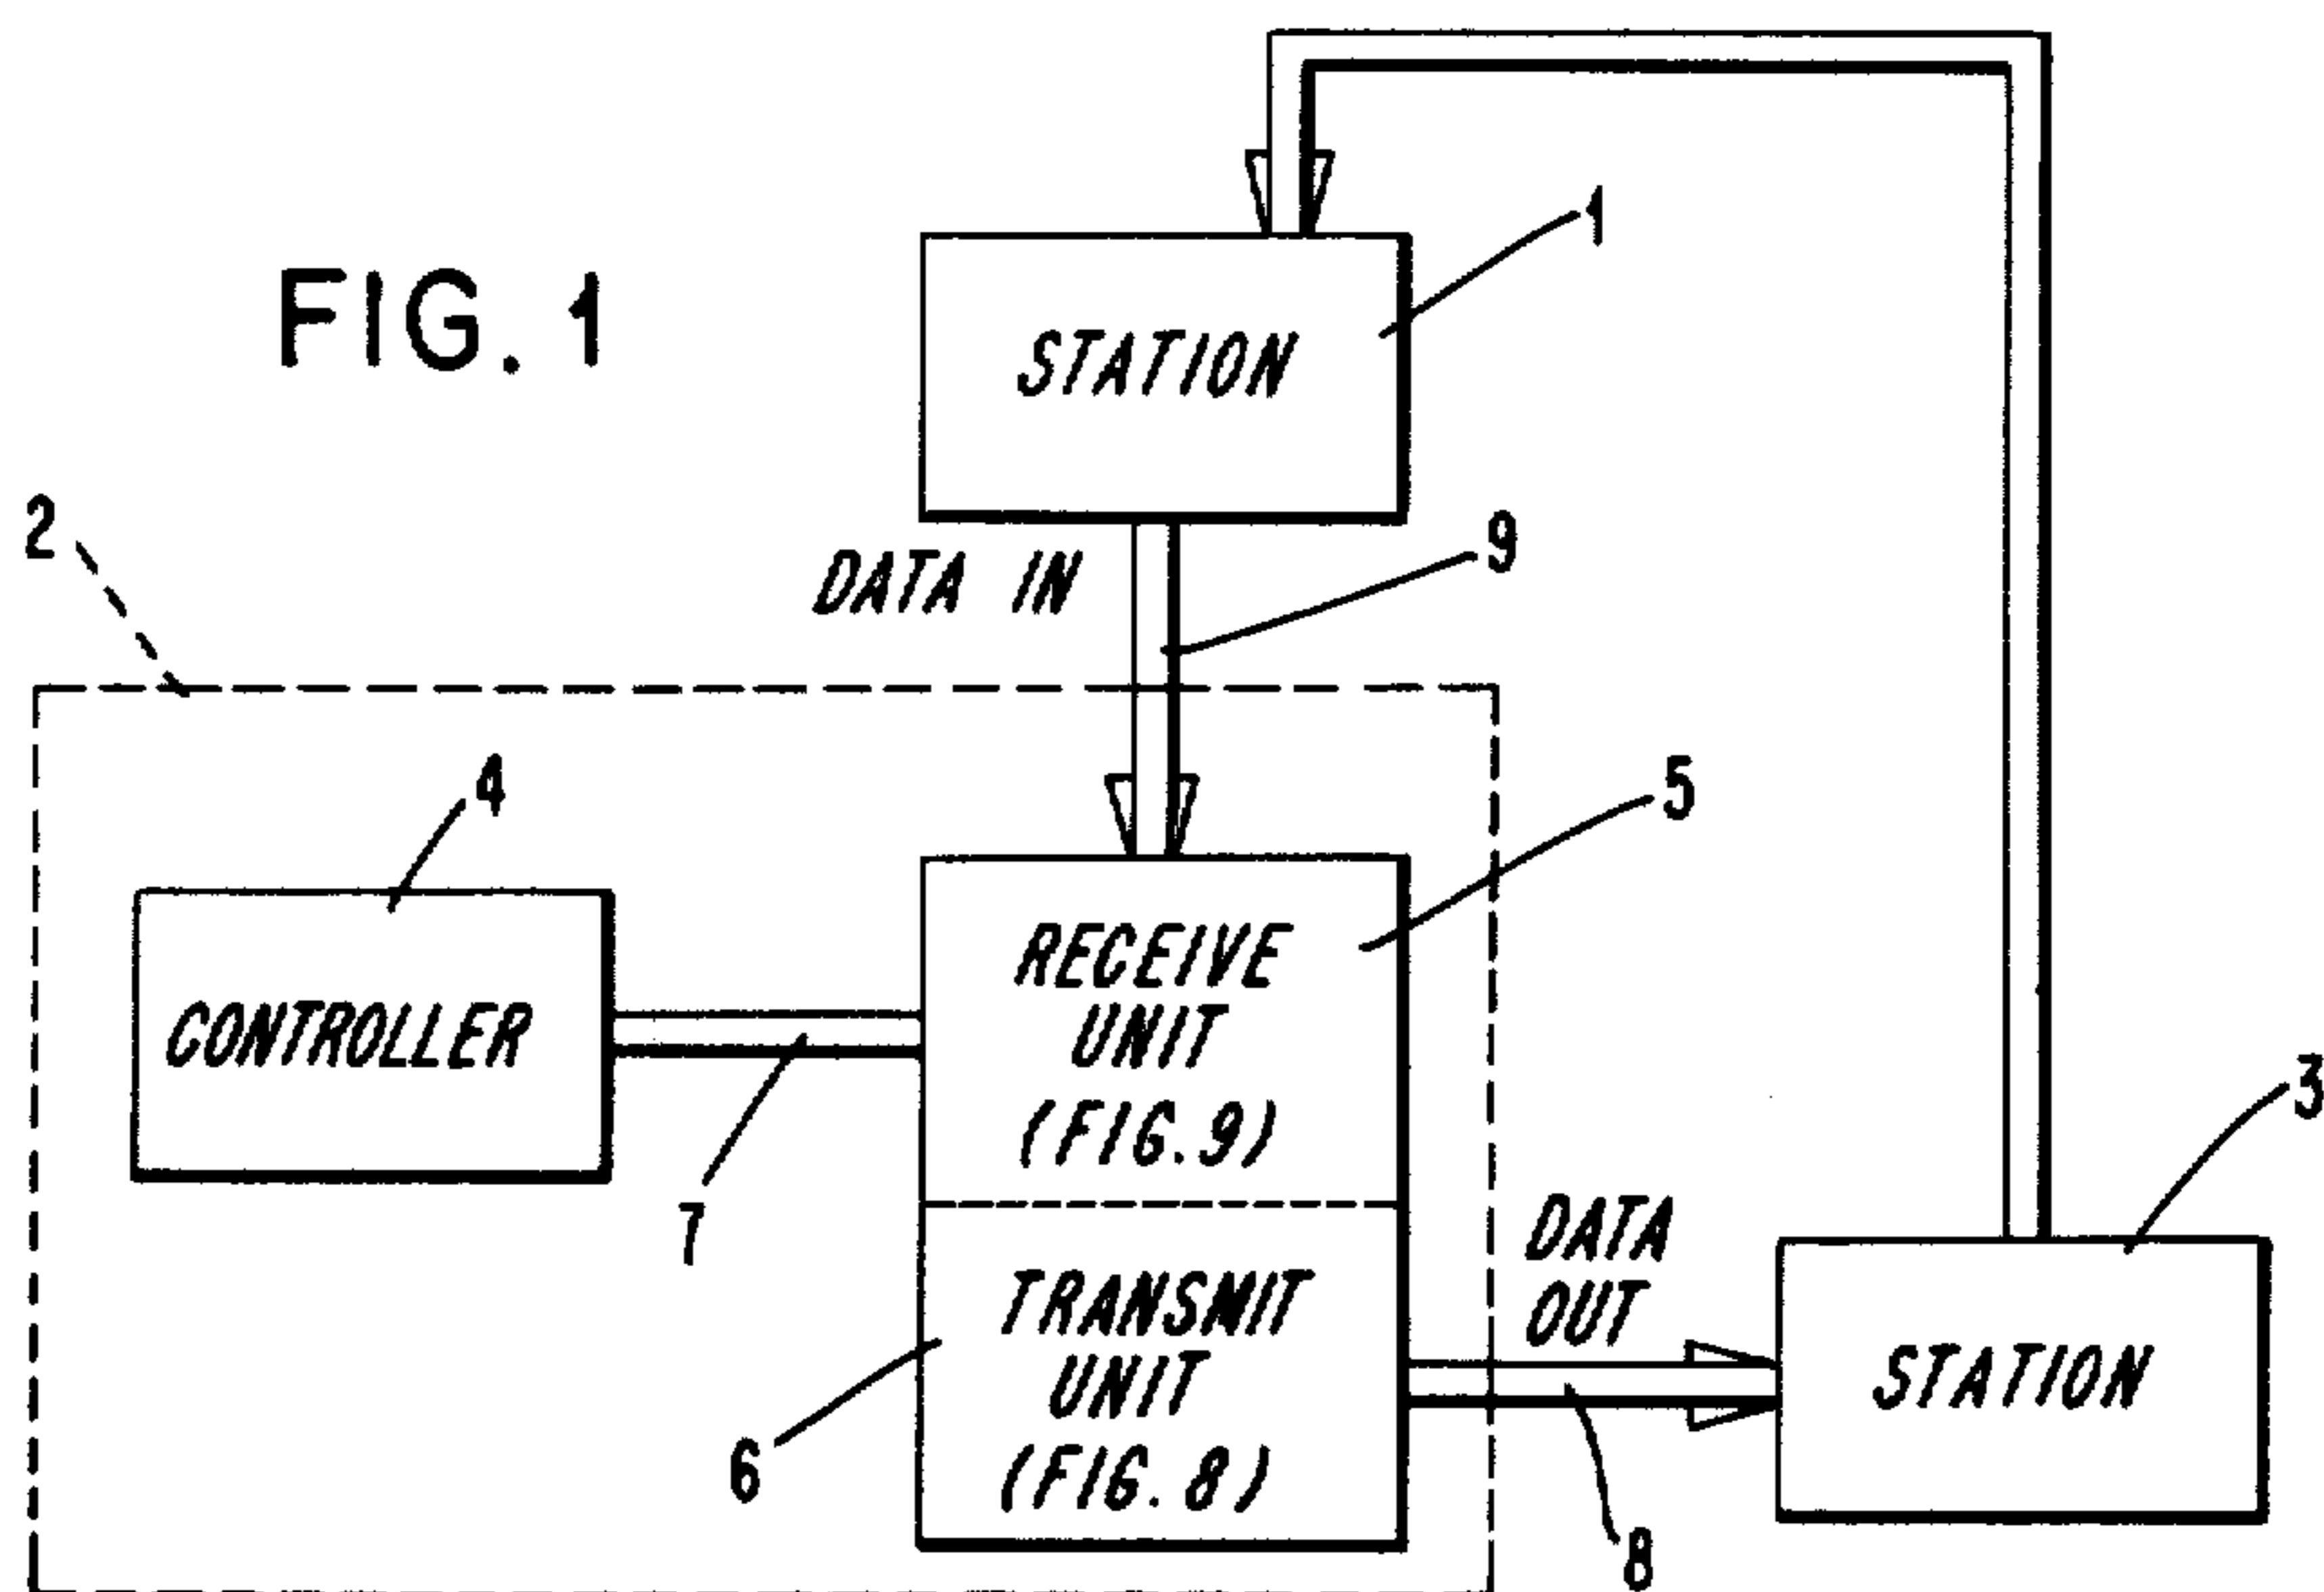 FIG. 1
1
STATION
2
DATA IN
9
4
5
CONTROLLER
RECEIVE
UNIT
(FIG. 9)
7
3
DATA
OUT
TRANSMIT
UNIT
(FIG. 8)
6
STATION
8